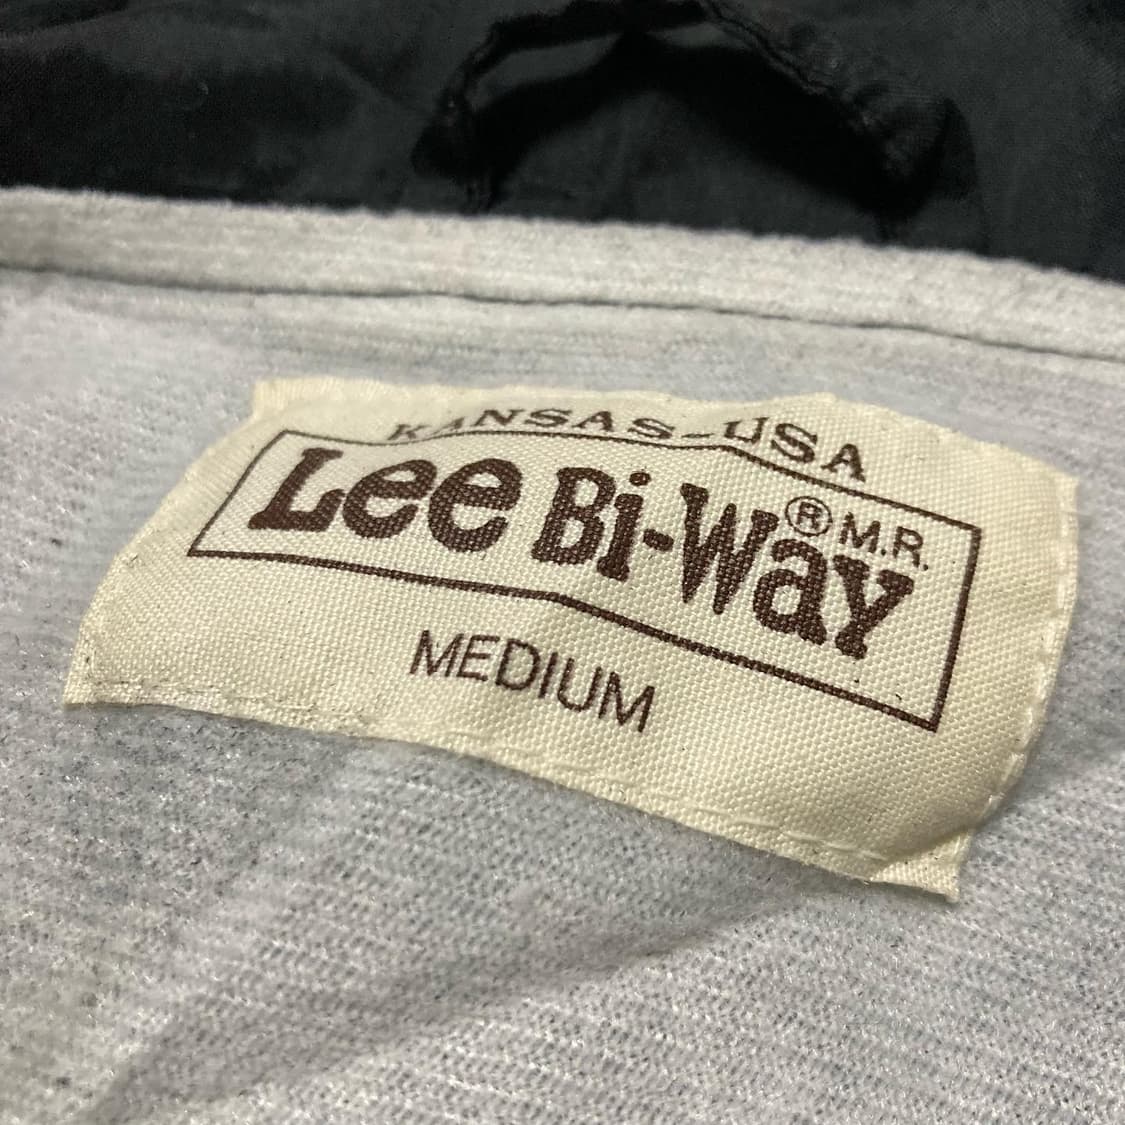 KANSAS-USA
Lee Bi-Way ® M.R.
MEDIUM